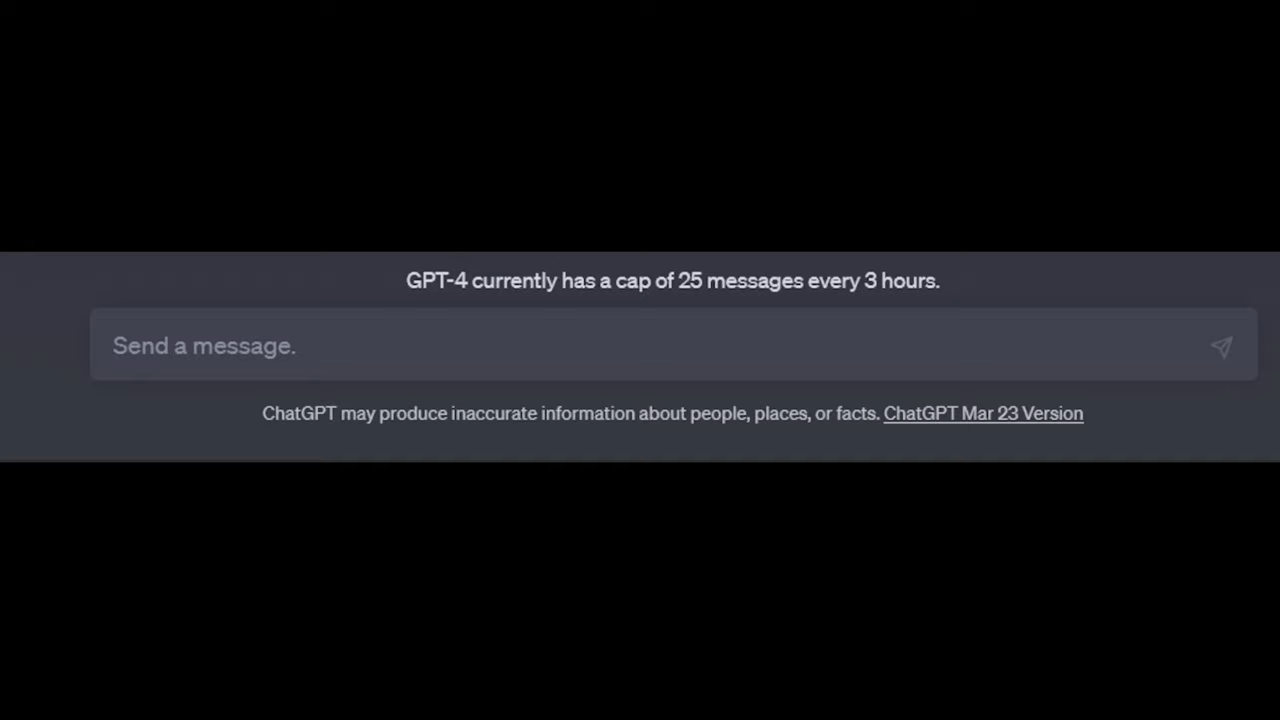 GPT-4 currently has a cap of 25 messages every 3 hours.
Send a message.
ChatGPT may produce inaccurate information about people, places, or facts. ChatGPT Mar 23 Version